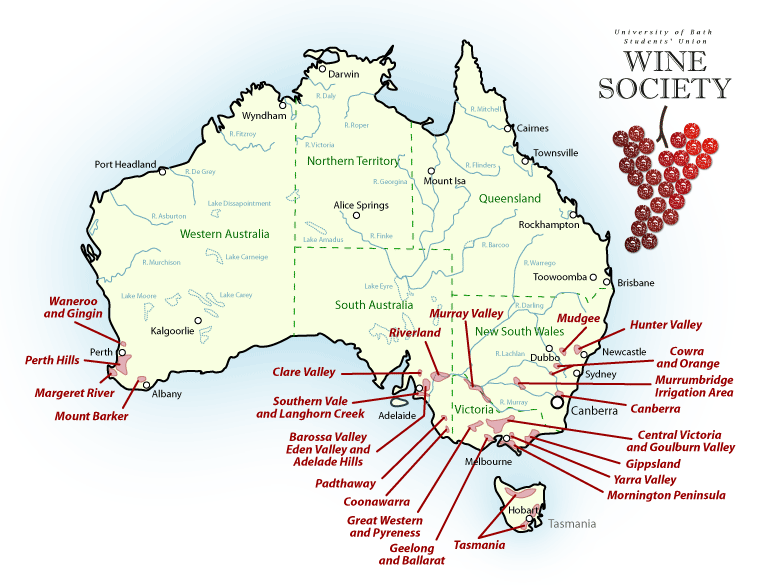 University of Bath
Students' Union
WINE
SOCIETY
Darwin
R. Daly
Wyndham
R. Roper
R. Mitchell
R. Fitzroy
R. Victoria
Cairnes
Port Headland
Northern Territory
Townsville
R. De Grey
R. Flinders
R. Georgina
Mount Isa
Lake Dissapointment
Alice Springs
Queensland
R. Asburton
Rockhampton
Western Australia
R. Finke
Lake Amadus
R. Barcoo
R. Murchison
Lake Carneige
R. Warrego
Toowoomba
Brisbane
Lake Eyre
Lake Moore
Lake Carey
Waneroo
and Gingin
South Australia
R. Darling
Murray Valley
Mudgee
Hunter Valley
Kalgoorlie
Riverland
New South Wales
Perth
R. Lachlan
Dubbo
Newcastle
Perth Hills
Cowra
and Orange
Clare Valley
Sydney
Margeret River
Albany
Murrumbridge
Irrigation Area
Mount Barker
Southern Vale
and Langhorn Creek
Adelaide
Victoria
R. Murray
Canberra
Canberra
Barossa Valley
Eden Valley and
Adelade Hills
Central Victoria
and Goulburn Valley
Melbourne
Gippsland
Padthaway
Yarra Valley
Coonawarra
Mornington Peninsula
Great Western
and Pyreness
Hobart
Tasmania
Geelong
and Ballarat
Tasmania